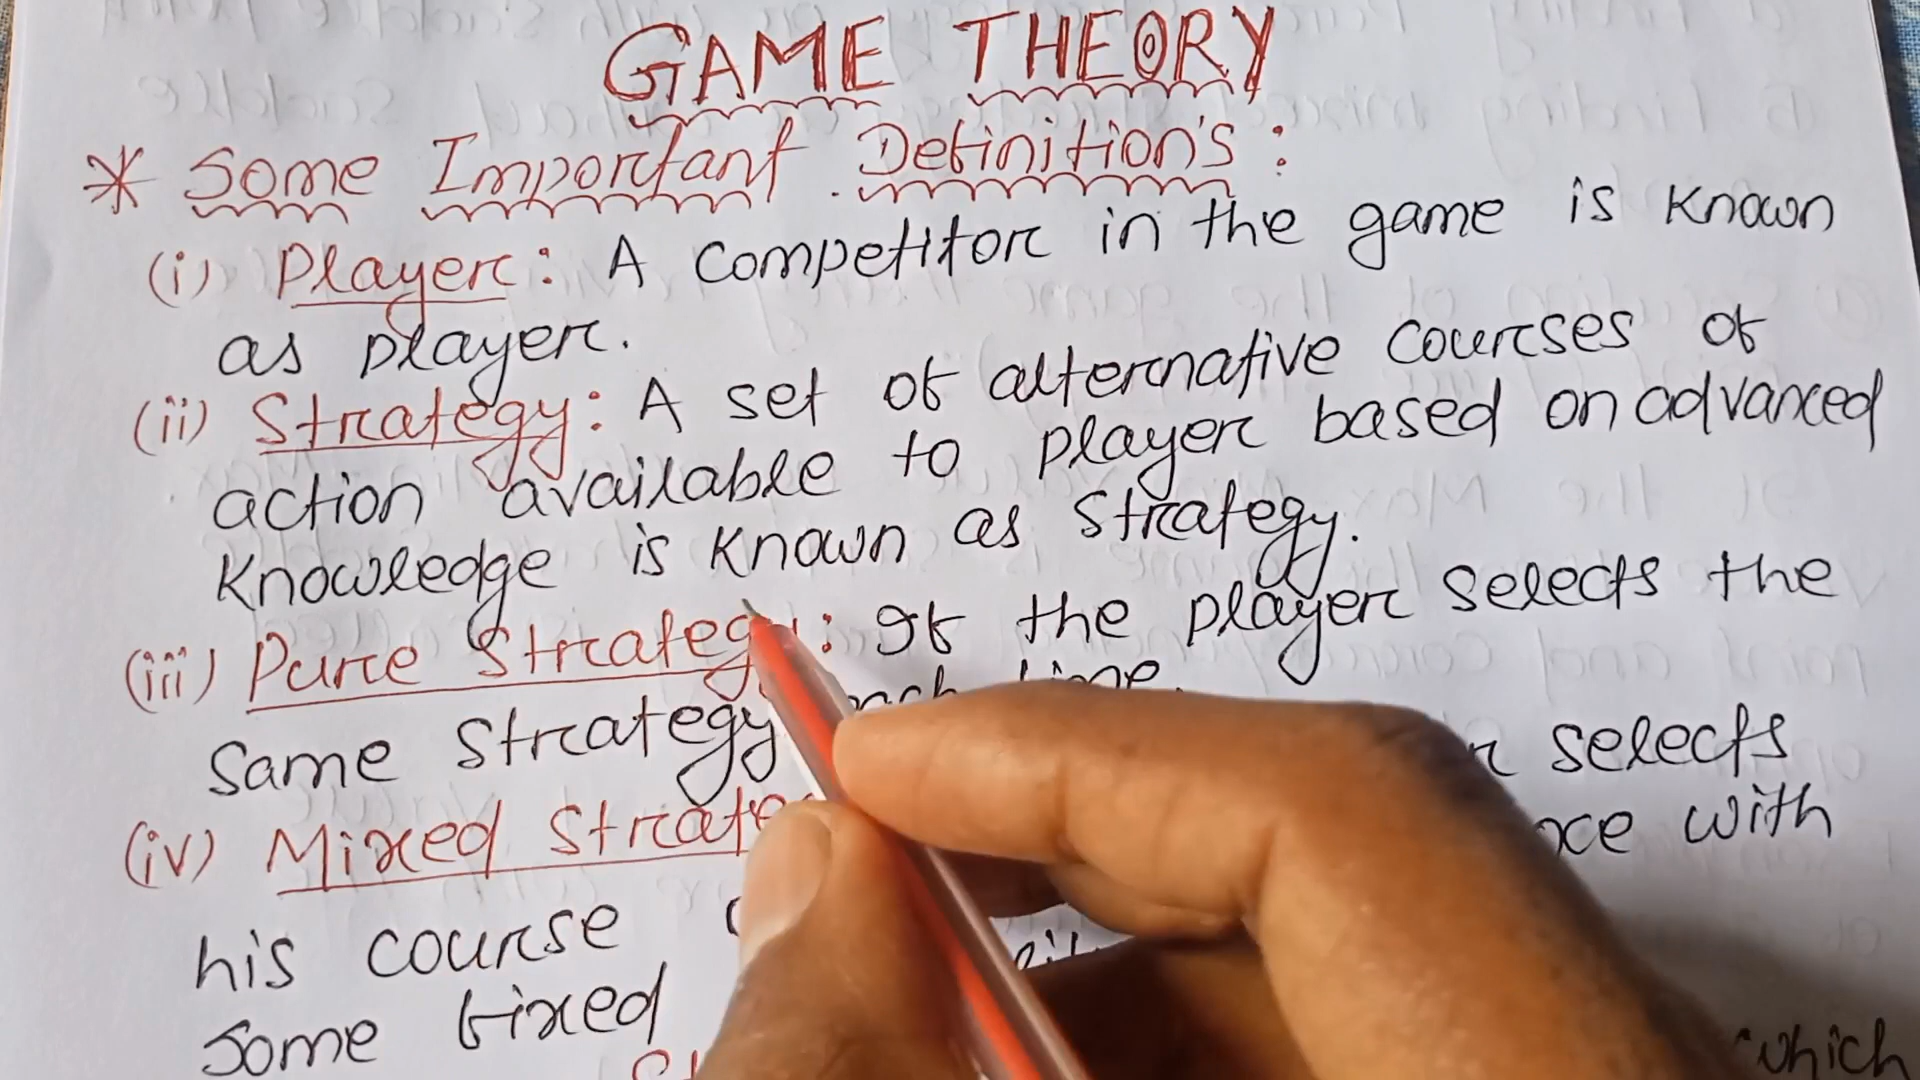 GAME THEORY
* Some Important Definition's :
(i) Player : A competitor in the game is known
as player.
(ii) Strategy : A set of alternative courses of
action available to player based on advanced
Knowledge is known as strategy.
(iii) Pure Strategy : If the player selects the
Same Strategy each time.
(iv) Mixed selects
his course with
Some fixed
which